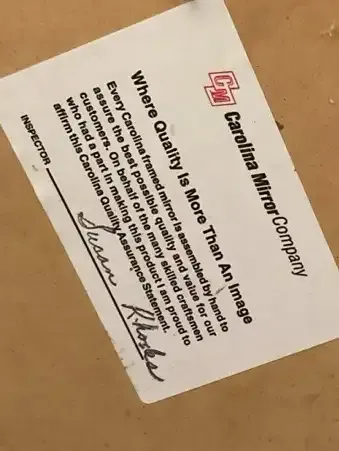 CM Carolina Mirror Company
Where Quality Is More Than An Image
Every Carolina framed mirror is assembled by hand to
assure the best possible quality and value for our
customers. On behalf of the many skilled craftsmen
who had a part in making this product I am proud to
affirm this Carolina Quality Assurance Statement.
INSPECTOR Susan Rhodes